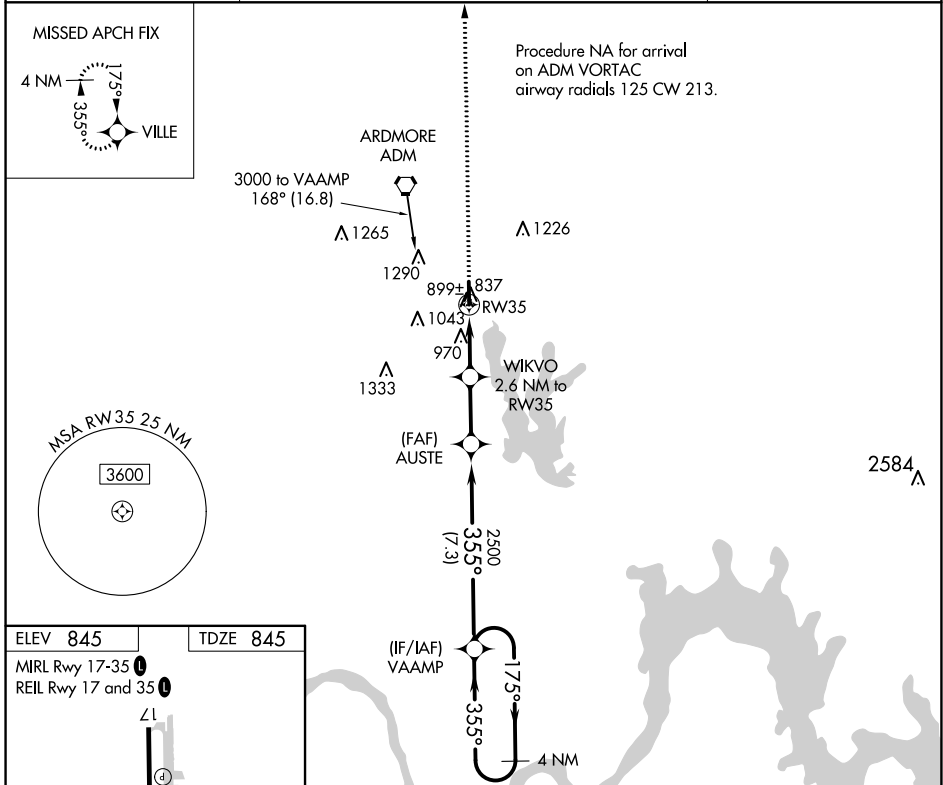 MISSED APCH FIX
4 NM
175°
355°
VILLE
Procedure NA for arrival
on ADM VORTAC
airway radials 125 CW 213.
ARDMORE
ADM
3000 to VAAMP
168° (16.8)
1265
1226
1290
899±
837
RW35
1043
970
1333
WIKVO
2.6 NM to
RW35
(FAF)
AUSTE
MSA RW35 25 NM
3600
2584
2500
355°
(7.3)
(IF/IAF)
VAAMP
175°
355°
4 NM
ELEV 845
TDZE 845
MIRL Rwy 17-35 L
REIL Rwy 17 and 35 L
17
P